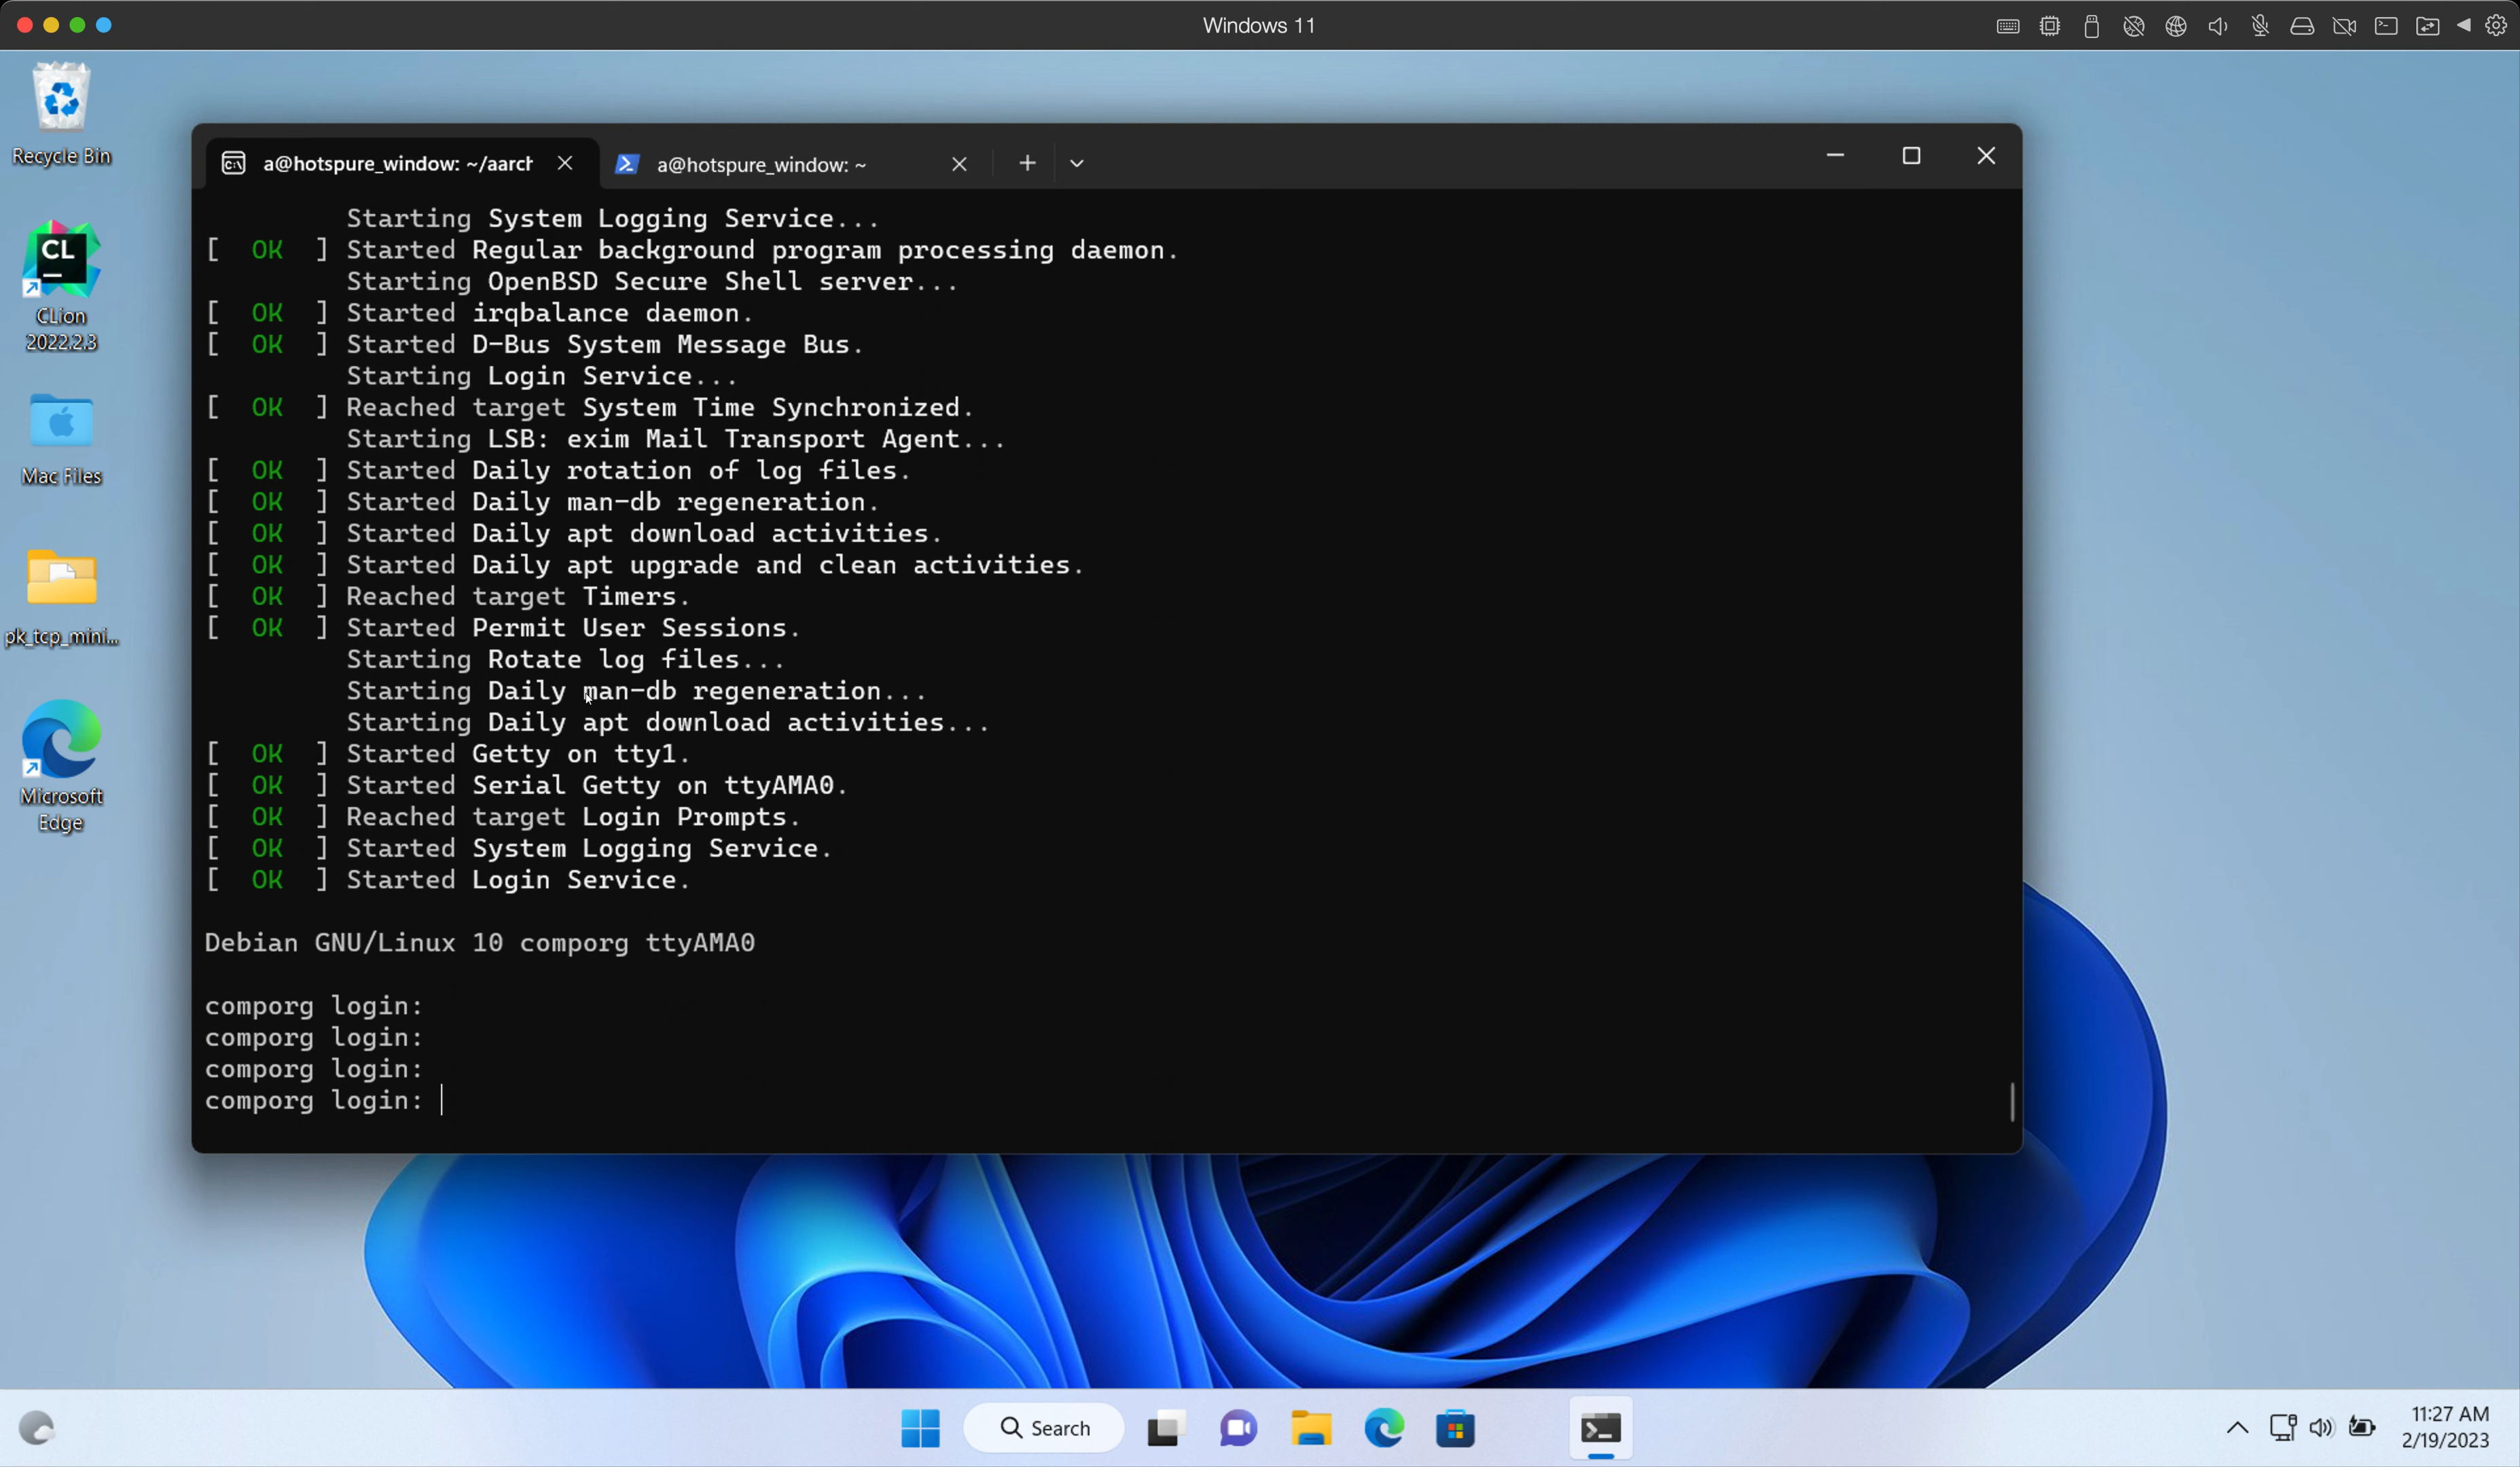 Windows 11
Recycle Bin
CL
CLion
2022.2.3
Mac Files
pk_tcp_mini...
Microsoft
Edge
a@hotspure_window: ~/aarch
a@hotspure_window: ~
Starting System Logging Service...
[  OK  ] Started Regular background program processing daemon.
Starting OpenBSD Secure Shell server...
[  OK  ] Started irqbalance daemon.
[  OK  ] Started D-Bus System Message Bus.
Starting Login Service...
[  OK  ] Reached target System Time Synchronized.
Starting LSB: exim Mail Transport Agent...
[  OK  ] Started Daily rotation of log files.
[  OK  ] Started Daily man-db regeneration.
[  OK  ] Started Daily apt download activities.
[  OK  ] Started Daily apt upgrade and clean activities.
[  OK  ] Reached target Timers.
[  OK  ] Started Permit User Sessions.
Starting Rotate log files...
Starting Daily man-db regeneration...
Starting Daily apt download activities...
[  OK  ] Started Getty on tty1.
[  OK  ] Started Serial Getty on ttyAMA0.
[  OK  ] Reached target Login Prompts.
[  OK  ] Started System Logging Service.
[  OK  ] Started Login Service.
Debian GNU/Linux 10 comporg ttyAMA0
comporg login:
comporg login:
comporg login:
comporg login:
Search
11:27 AM
2/19/2023